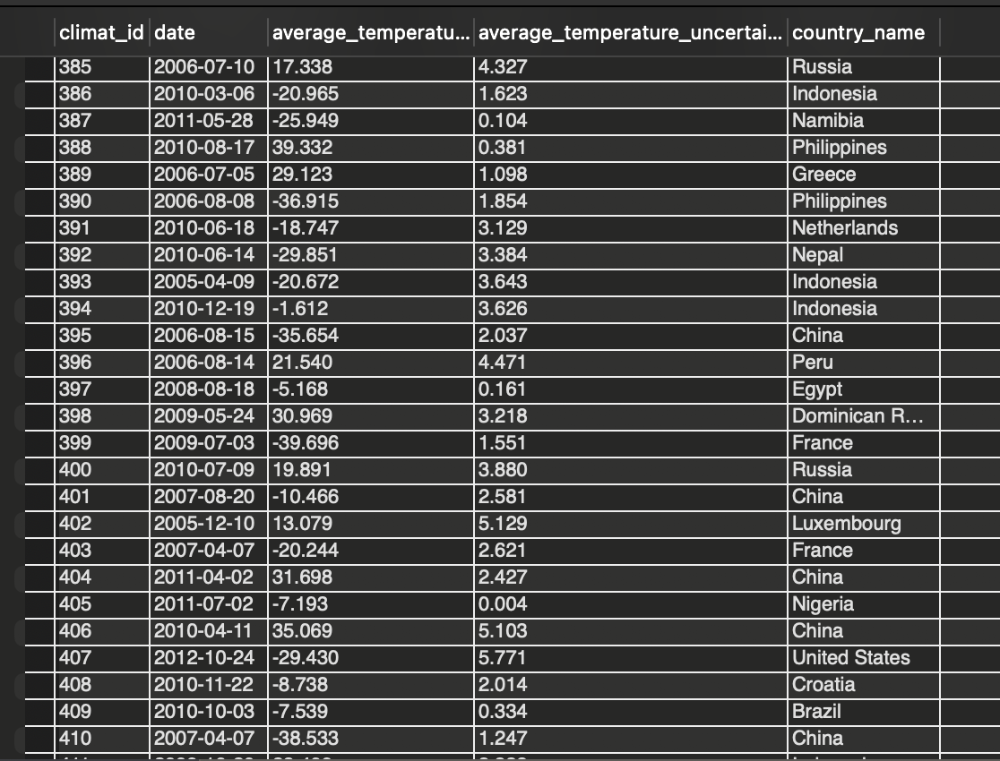 climat_id date average_temperatu... average_temperature_uncertai... country_name
385 2006-07-10 17.338 4.327 Russia
386 2010-03-06 -20.965 1.623 Indonesia
387 2011-05-28 -25.949 0.104 Namibia
388 2010-08-17 39.332 0.381 Philippines
389 2006-07-05 29.123 1.098 Greece
390 2006-08-08 -36.915 1.854 Philippines
391 2010-06-18 -18.747 3.129 Netherlands
392 2010-06-14 -29.851 3.384 Nepal
393 2005-04-09 -20.672 3.643 Indonesia
394 2010-12-19 -1.612 3.626 Indonesia
395 2006-08-15 -35.654 2.037 China
396 2006-08-14 21.540 4.471 Peru
397 2008-08-18 -5.168 0.161 Egypt
398 2009-05-24 30.969 3.218 Dominican R...
399 2009-07-03 -39.696 1.551 France
400 2010-07-09 19.891 3.880 Russia
401 2007-08-20 -10.466 2.581 China
402 2005-12-10 13.079 5.129 Luxembourg
403 2007-04-07 -20.244 2.621 France
404 2011-04-02 31.698 2.427 China
405 2011-07-02 -7.193 0.004 Nigeria
406 2010-04-11 35.069 5.103 China
407 2012-10-24 -29.430 5.771 United States
408 2010-11-22 -8.738 2.014 Croatia
409 2010-10-03 -7.539 0.334 Brazil
410 2007-04-07 -38.533 1.247 China